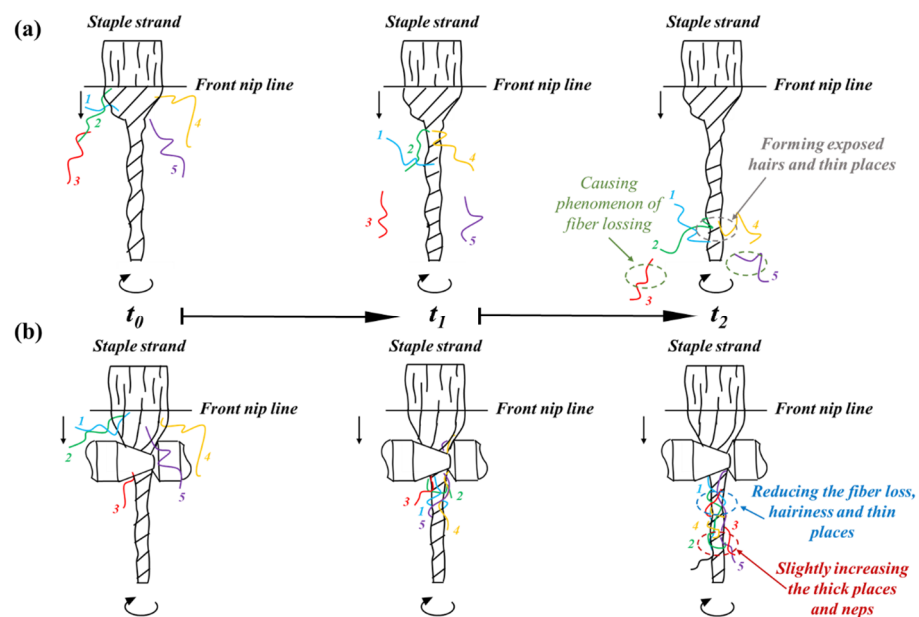 (a)
Staple strand
Staple strand
Staple strand
Front nip line
Front nip line
Front nip line
1
2
3
4
5
1
2
3
4
5
Forming exposed
hairs and thin places
Causing
phenomenon of
fiber lossing
1
2
3
4
5
t0
t1
t2
(b)
Staple strand
Staple strand
Staple strand
Front nip line
Front nip line
Front nip line
1
2
3
4
5
3
2
1
5
4
1
4
3
2
5
Reducing the fiber loss,
hairiness and thin
places
Slightly increasing
the thick places
and neps